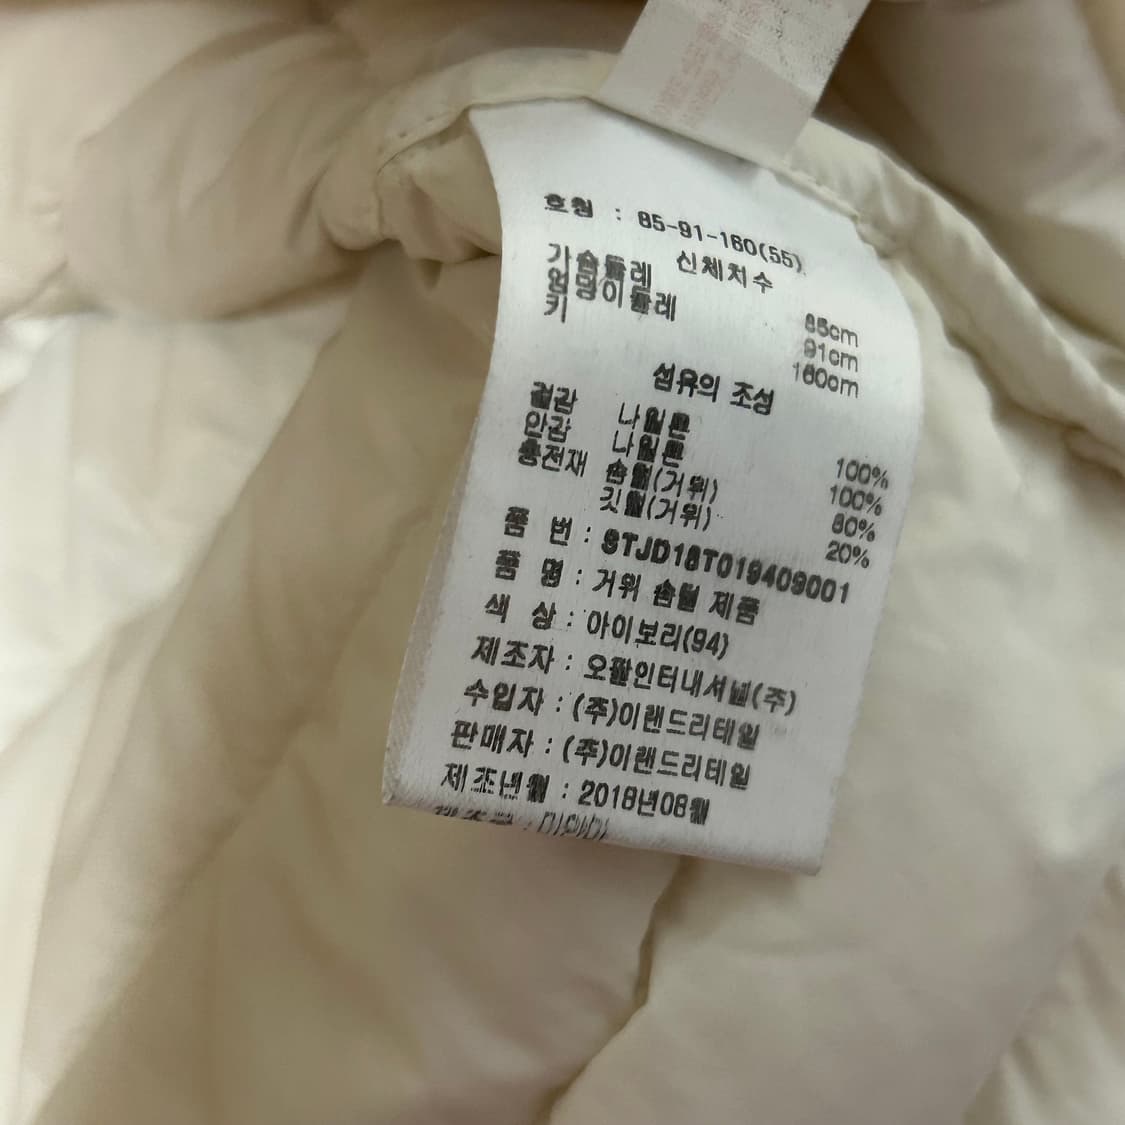 호칭 : 85-91-160(55)
신체치수
가슴둘레 85cm
엉덩이둘레 91cm
키 160cm
섬유의 조성
겉감 나일론 100%
안감 나일론 100%
충전재 솜털(거위) 80%
깃털(거위) 20%
품 번 : STJD18T019409001
품 명 : 거위 솜털 제품
색 상 : 아이보리(94)
제조자 : 오팔인터내셔널(주)
수입자 : (주)이랜드리테일
판매자 : (주)이랜드리테일
제조년월 : 2018년08월
제조국 : 미얀마